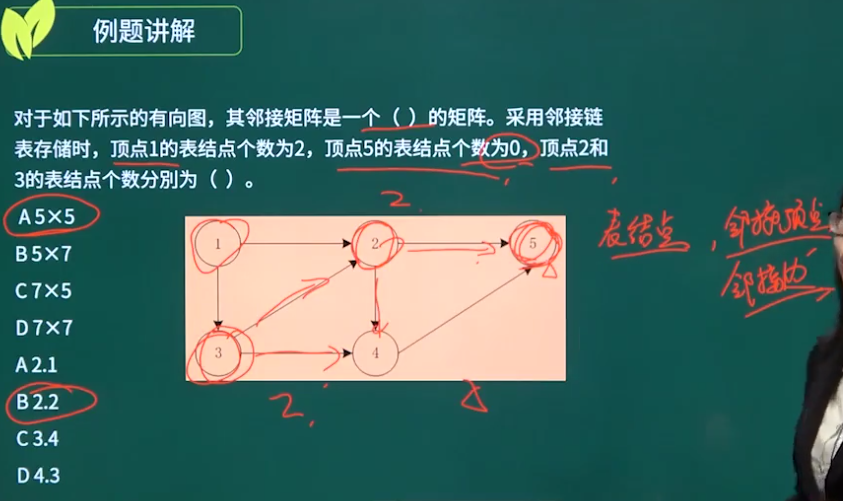 例题讲解
对于如下所示的有向图，其邻接矩阵是一个（ ）的矩阵。采用邻接链
表存储时，顶点1的表结点个数为2，顶点5的表结点个数为0，顶点2和
3的表结点个数分别为（ ）。
A 5×5
B 5×7
C 7×5
D 7×7
A 2.1
B 2.2
C 3.4
D 4.3
2
1
2
5
3
4
2
表结点，邻接顶点
邻接边